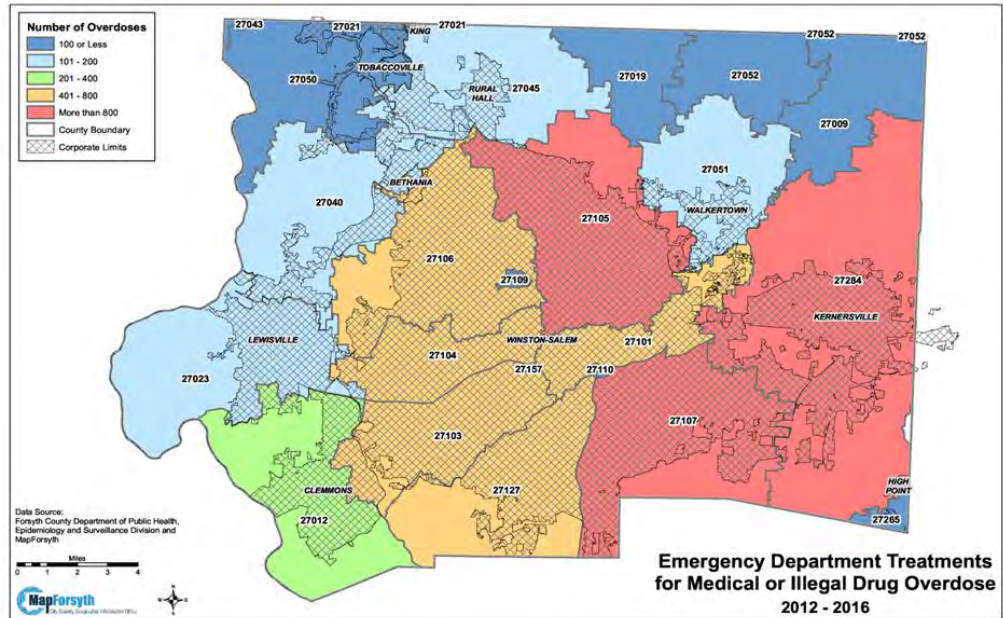 Number of Overdoses
100 or Less
101 - 200
201 - 400
401 - 800
More than 800
County Boundary
Corporate Limits
27043
27021
KING
27021
27052
27052
TOBACCOVILLE
27050
RURAL
HALL
27045
27019
27052
27009
BETHANIA
27040
27051
WALKERTOWN
27105
27106
27109
27284
KERNERSVILLE
LEWISVILLE
WINSTON-SALEM
27101
27104
27157
27110
27023
27103
27107
CLEMMONS
27127
27012
HIGH
POINT
27265
Data Source:
Forsyth County Department of Public Health,
Epidemiology and Surveillance Division and
MapForsyth
Miles
0 1 2 3 4
MapForsyth
Emergency Department Treatments
for Medical or Illegal Drug Overdose
2012 - 2016